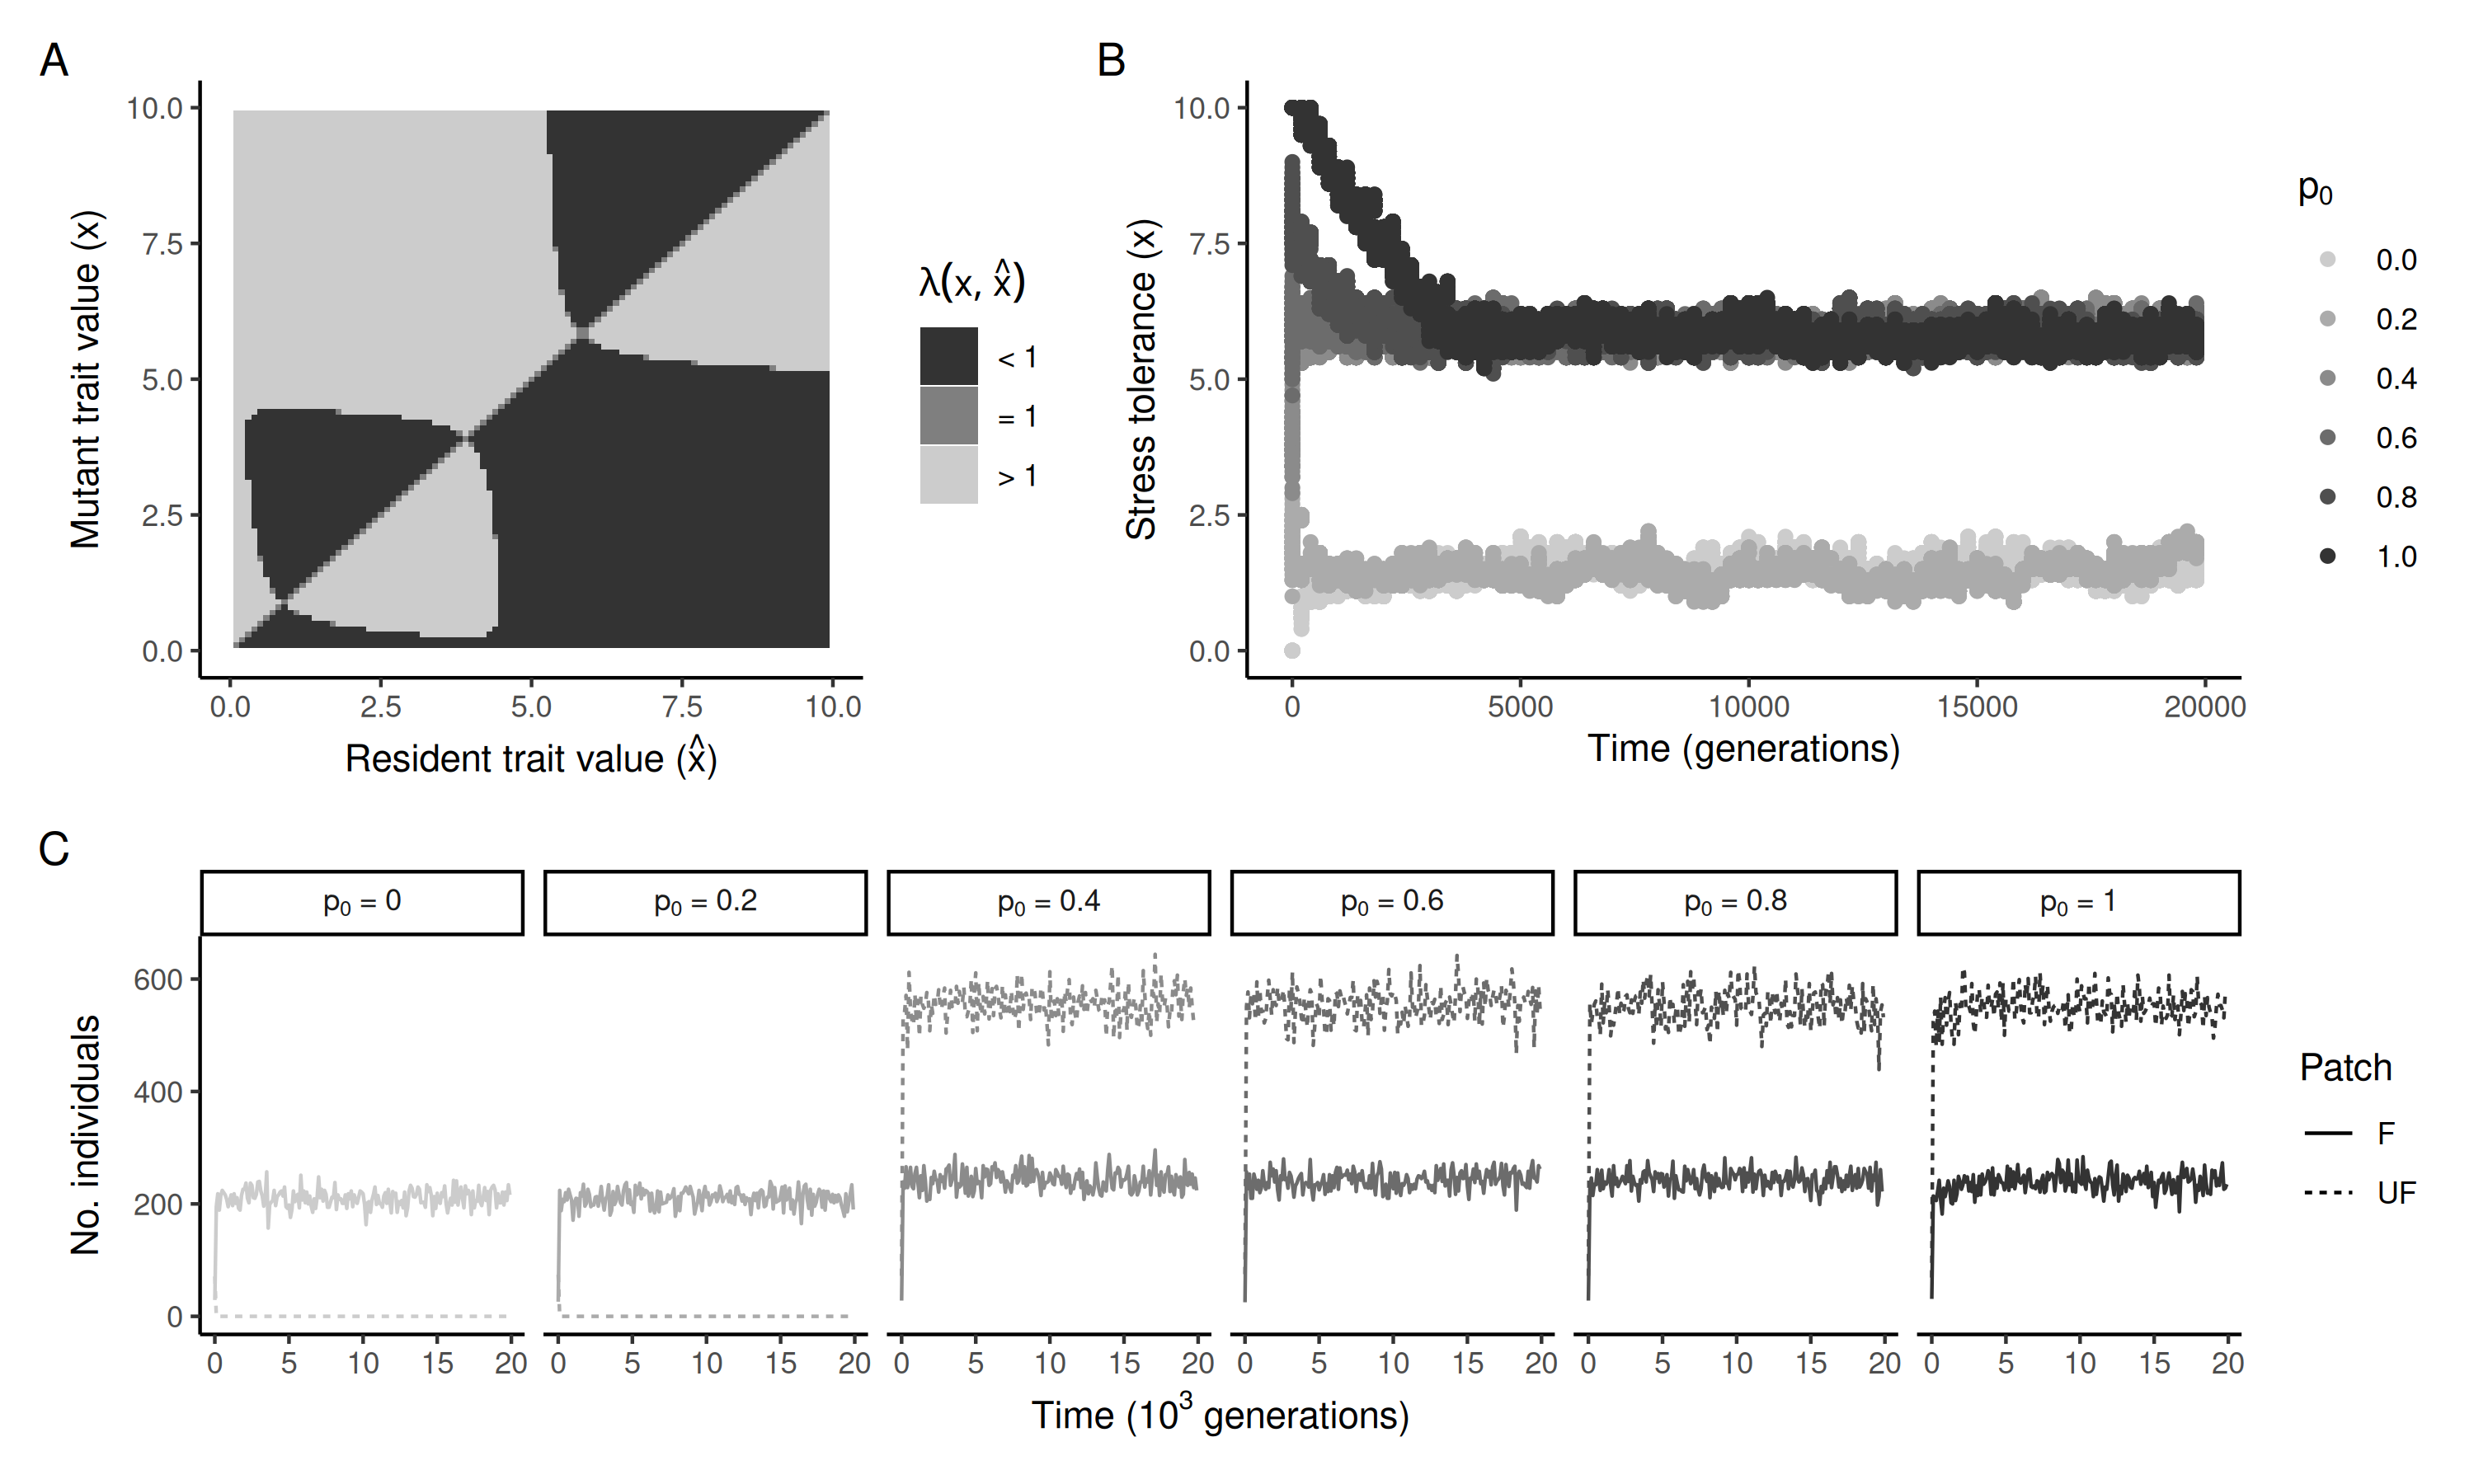 A
Mutant trait value (x)
10.0
7.5
5.0
2.5
0.0
0.0 2.5 5.0 7.5 10.0
Resident trait value (x̂)
λ(x, x̂)
< 1
= 1
> 1
B
Stress tolerance (x)
10.0
7.5
5.0
2.5
0.0
0 5000 10000 15000 20000
Time (generations)
p₀
0.0
0.2
0.4
0.6
0.8
1.0
C
p₀ = 0 p₀ = 0.2 p₀ = 0.4 p₀ = 0.6 p₀ = 0.8 p₀ = 1
No. individuals
600
400
200
0
0 5 10 15 20 0 5 10 15 20 0 5 10 15 20 0 5 10 15 20 0 5 10 15 20 0 5 10 15 20
Time (10³ generations)
Patch
F
UF